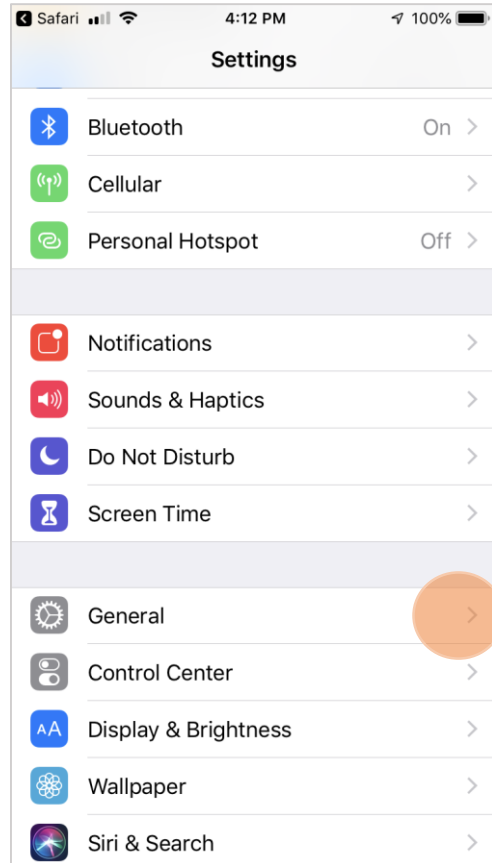 Safari 4:12 PM 100%
Settings
Bluetooth On
Cellular
Personal Hotspot Off
Notifications
Sounds & Haptics
Do Not Disturb
Screen Time
General
Control Center
AA Display & Brightness
Wallpaper
Siri & Search